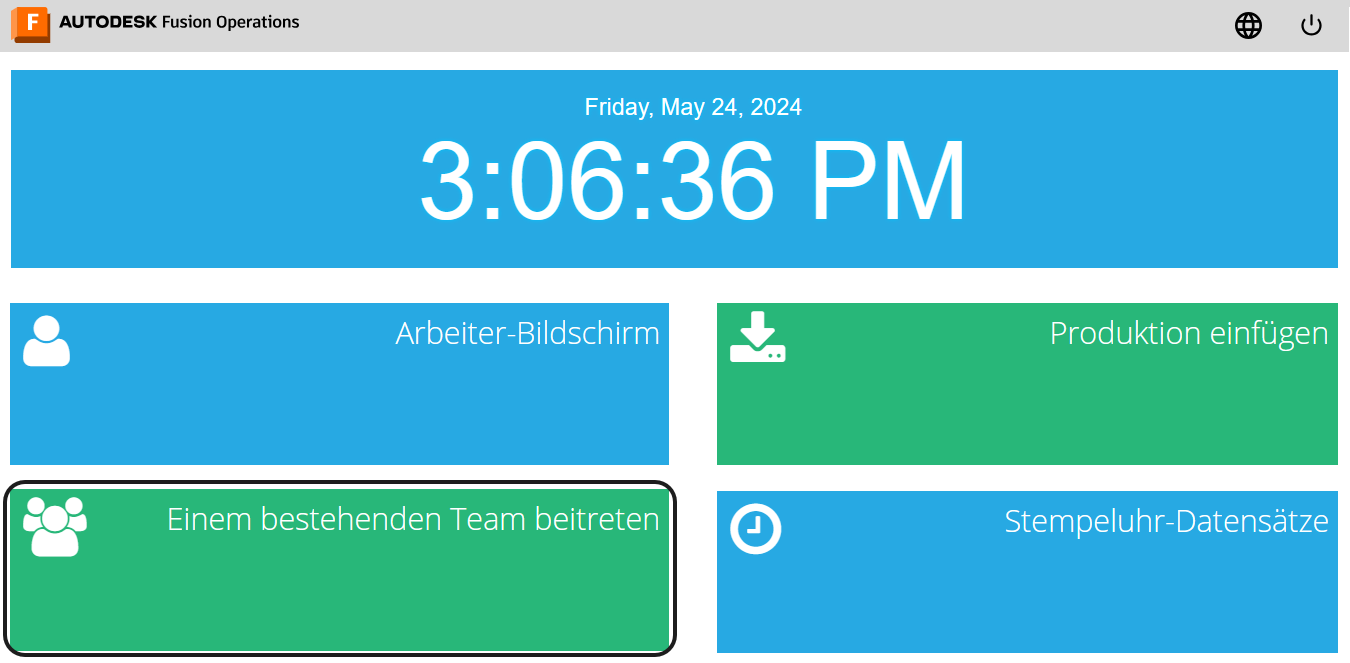 F AUTODESK Fusion Operations
Friday, May 24, 2024
3:06:36 PM
Arbeiter-Bildschirm
Produktion einfügen
Einem bestehenden Team beitreten
Stempeluhr-Datensätze